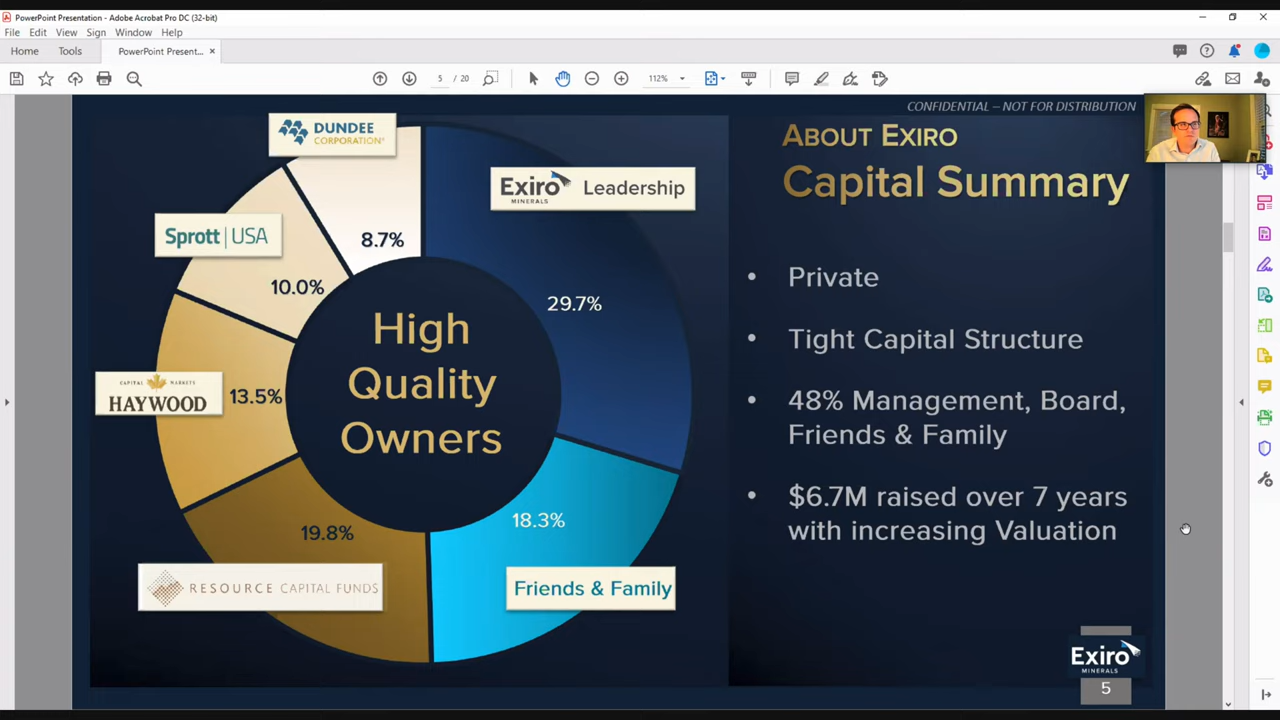 PowerPoint Presentation - Adobe Acrobat Pro DC (32-bit)
File Edit View Sign Window Help
Home Tools PowerPoint Present... ×
5 / 20 112%
CONFIDENTIAL – NOT FOR DISTRIBUTION
ABOUT EXIRO
Capital Summary
DUNDEE
CORPORATION
8.7%
Exiro Leadership
MINERALS
29.7%
Sprott | USA
10.0%
CAPITAL MARKETS
HAYWOOD
13.5%
High
Quality
Owners
19.8%
RESOURCE CAPITAL FUNDS
18.3%
Friends & Family
• Private
• Tight Capital Structure
• 48% Management, Board,
Friends & Family
• $6.7M raised over 7 years
with increasing Valuation
Exiro
MINERALS
5